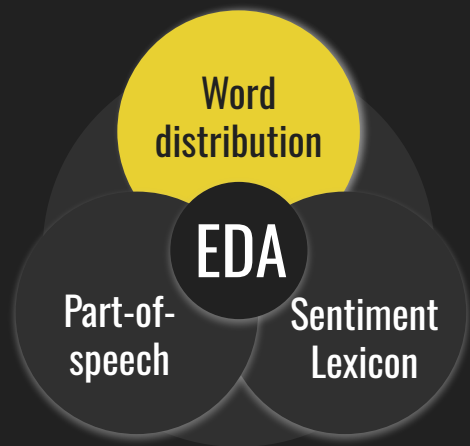 Word
distribution
EDA
Part-of-
speech
Sentiment
Lexicon